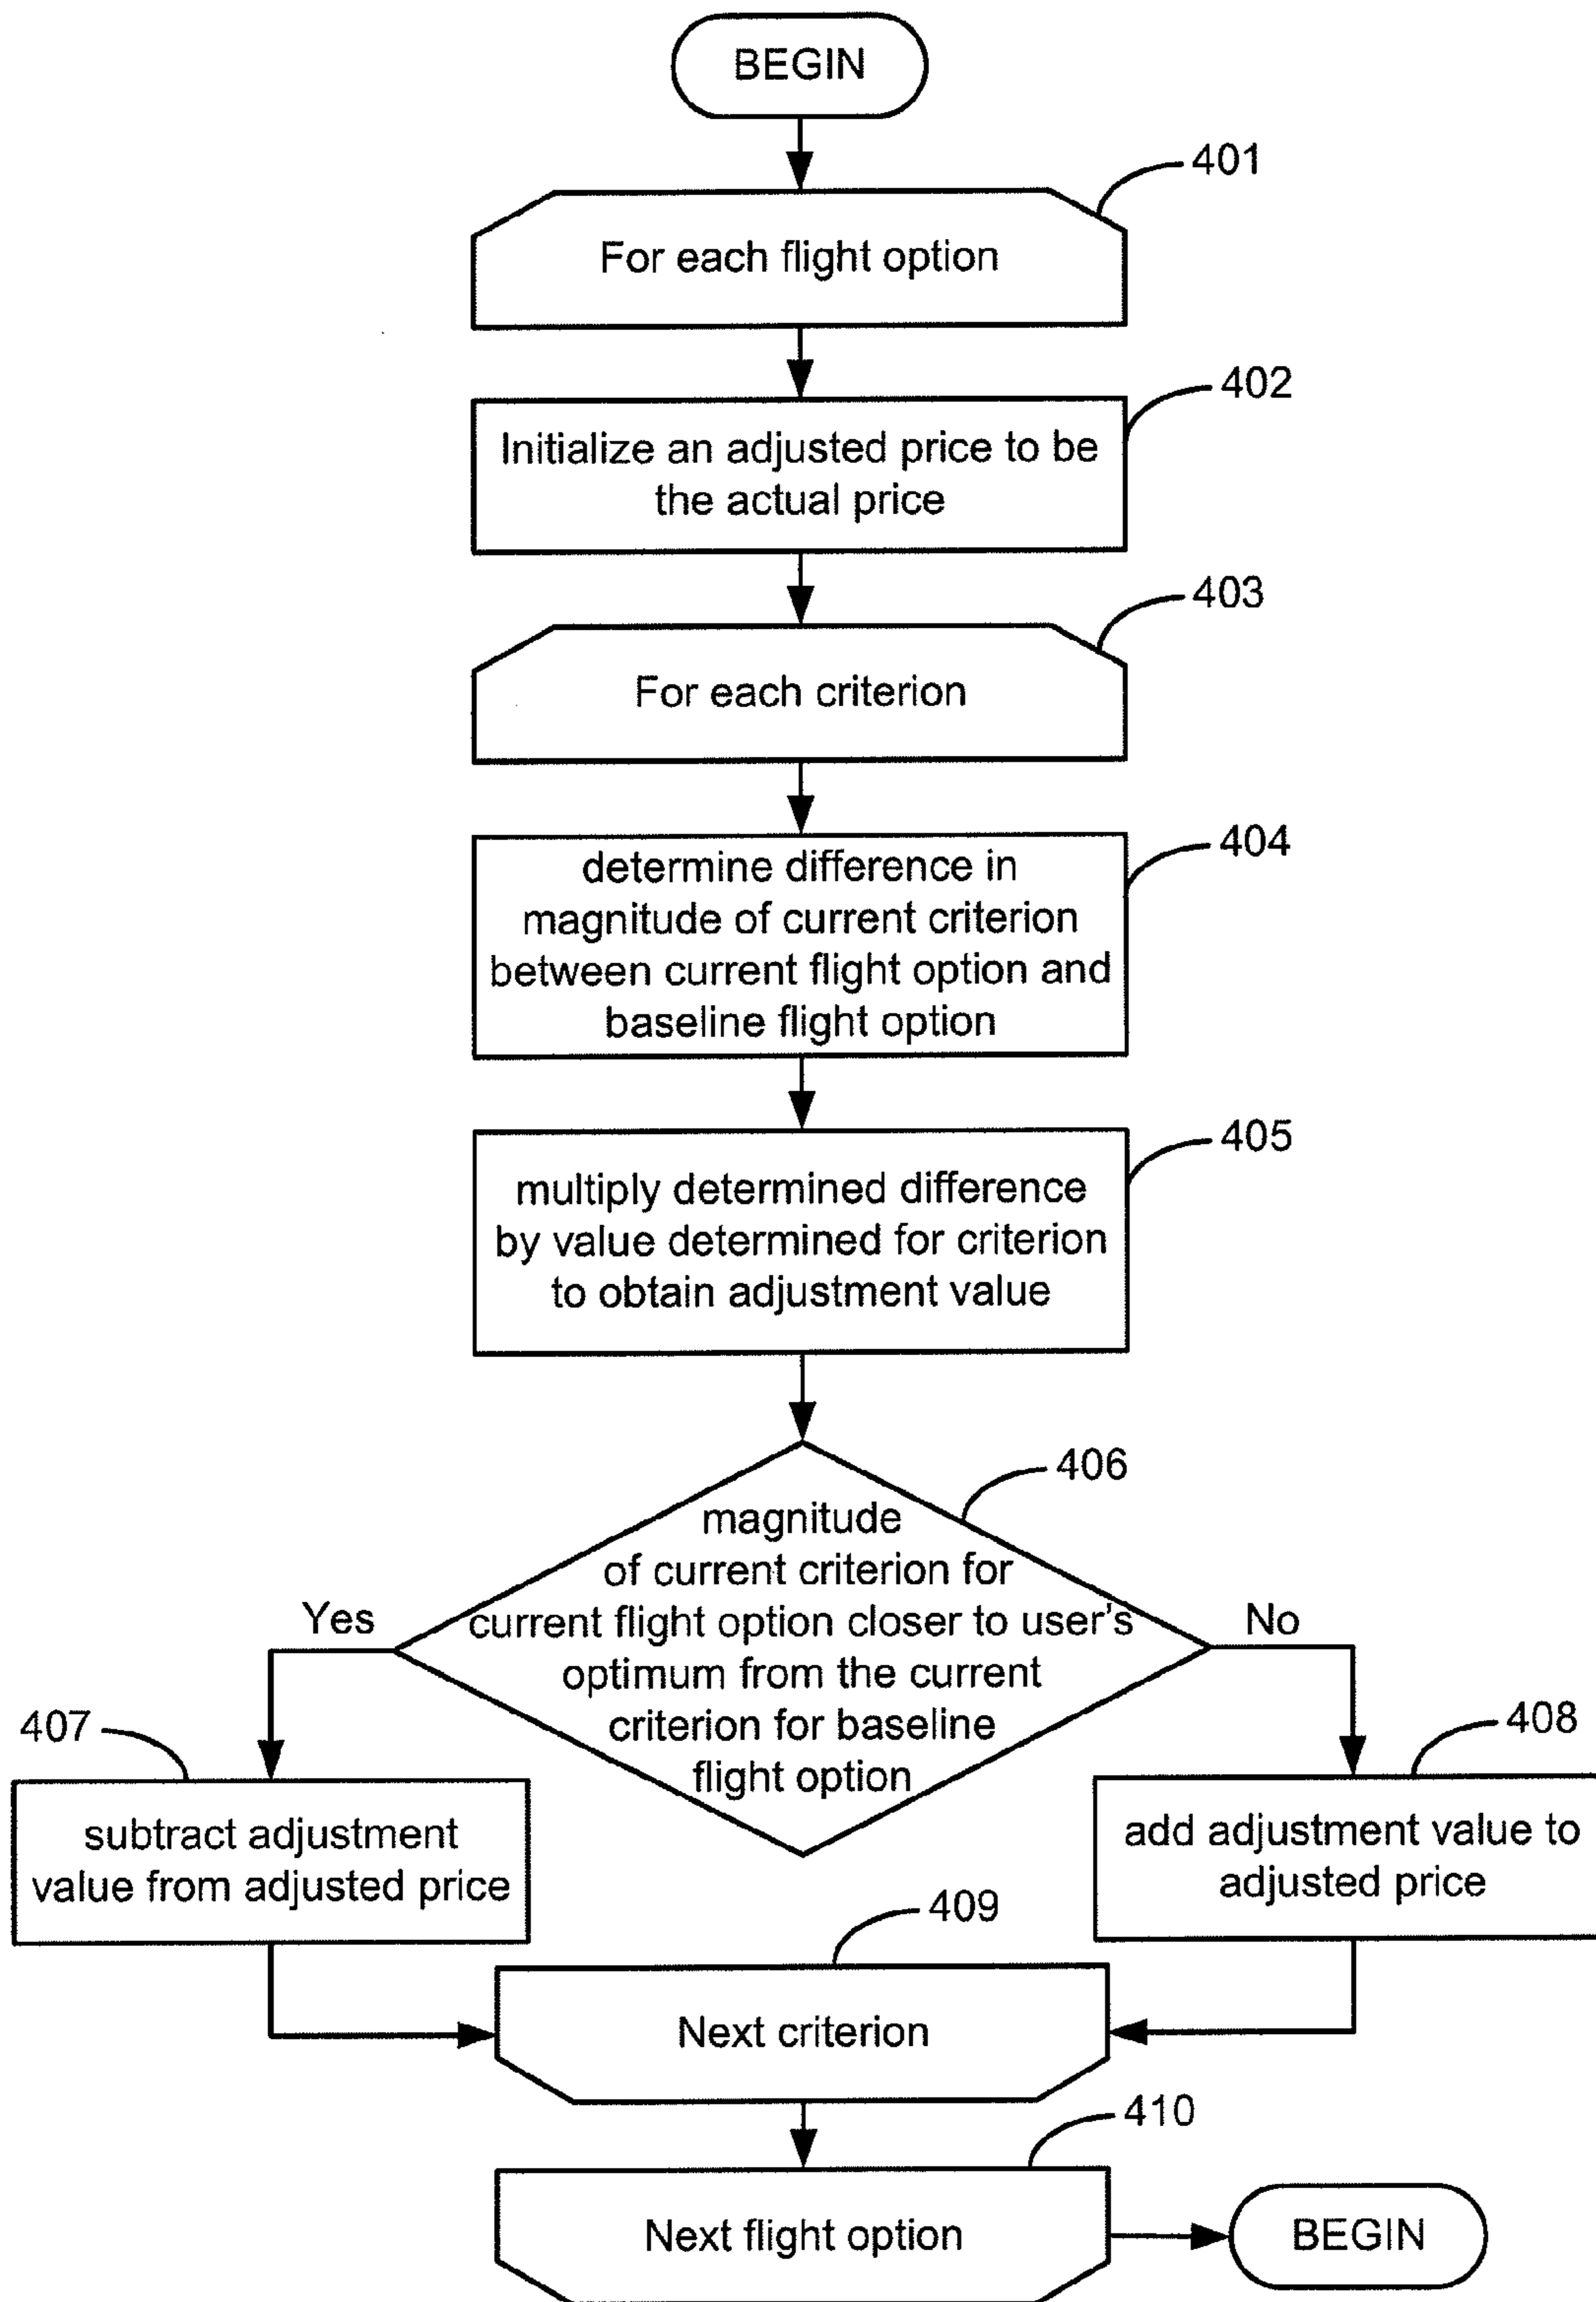 BEGIN
401
For each flight option
402
Initialize an adjusted price to be
the actual price
403
For each criterion
404
determine difference in
magnitude of current criterion
between current flight option and
baseline flight option
405
multiply determined difference
by value determined for criterion
to obtain adjustment value
406
magnitude
of current criterion for
current flight option closer to user's
optimum from the current
criterion for baseline
flight option
Yes
No
407
subtract adjustment
value from adjusted price
408
add adjustment value to
adjusted price
409
Next criterion
410
Next flight option
BEGIN